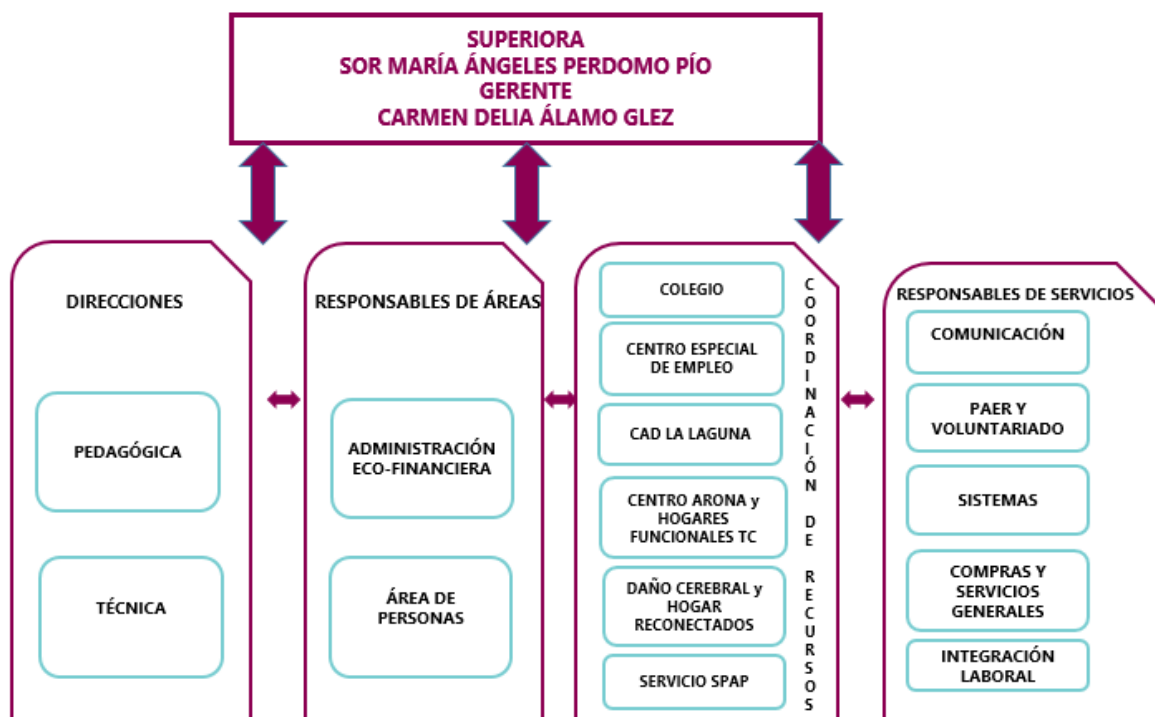 SUPERIORA
SOR MARÍA ÁNGELES PERDOMO PÍO
GERENTE
CARMEN DELIA ÁLAMO GLEZ
DIRECCIONES
PEDAGÓGICA
TÉCNICA
RESPONSABLES DE ÁREAS
ADMINISTRACIÓN
ECO-FINANCIERA
ÁREA DE
PERSONAS
COLEGIO
CENTRO ESPECIAL
DE EMPLEO
CAD LA LAGUNA
CENTRO ARONA y
HOGARES
FUNCIONALES TC
DAÑO CEREBRAL y
HOGAR
RECONECTADOS
SERVICIO SPAP
COORDINACIÓN DE RECURSOS
RESPONSABLES DE SERVICIOS
COMUNICACIÓN
PAER Y
VOLUNTARIADO
SISTEMAS
COMPRAS Y
SERVICIOS
GENERALES
INTEGRACIÓN
LABORAL